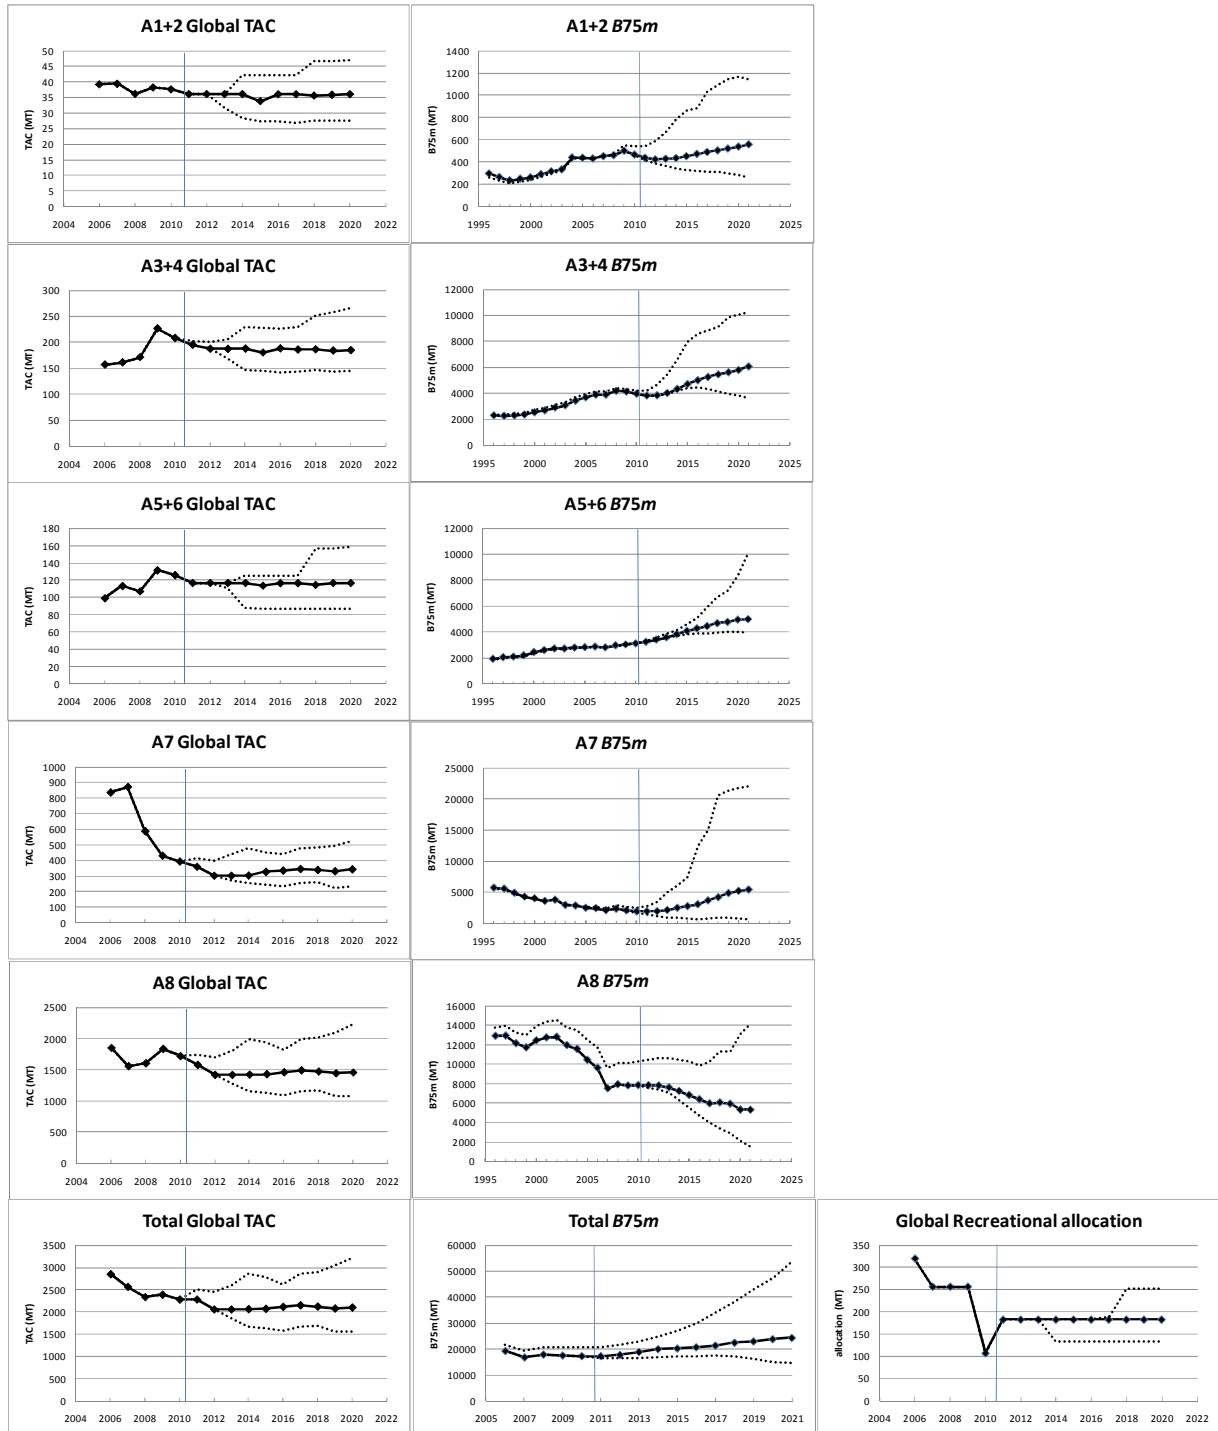 A1+2 Global TAC
50
45
40
35
30
25
20
15
10
5
0
TAC (MT)
2004 2006 2008 2010 2012 2014 2016 2018 2020 2022
A1+2 B75m
1400
1200
1000
800
600
400
200
0
B75m (MT)
1995 2000 2005 2010 2015 2020 2025
A3+4 Global TAC
300
250
200
150
100
50
0
TAC (MT)
2004 2006 2008 2010 2012 2014 2016 2018 2020 2022
A3+4 B75m
12000
10000
8000
6000
4000
2000
0
B75m (MT)
1995 2000 2005 2010 2015 2020 2025
A5+6 Global TAC
180
160
140
120
100
80
60
40
20
0
TAC (MT)
2004 2006 2008 2010 2012 2014 2016 2018 2020 2022
A5+6 B75m
12000
10000
8000
6000
4000
2000
0
B75m (MT)
1995 2000 2005 2010 2015 2020 2025
A7 Global TAC
1000
900
800
700
600
500
400
300
200
100
0
TAC (MT)
2004 2006 2008 2010 2012 2014 2016 2018 2020 2022
A7 B75m
25000
20000
15000
10000
5000
0
B75m (MT)
1995 2000 2005 2010 2015 2020 2025
A8 Global TAC
2500
2000
1500
1000
500
0
TAC (MT)
2004 2006 2008 2010 2012 2014 2016 2018 2020 2022
A8 B75m
16000
14000
12000
10000
8000
6000
4000
2000
0
B75m (MT)
1995 2000 2005 2010 2015 2020 2025
Total Global TAC
3500
3000
2500
2000
1500
1000
500
0
TAC (MT)
2004 2006 2008 2010 2012 2014 2016 2018 2020 2022
Total B75m
60000
50000
40000
30000
20000
10000
0
B75m (MT)
2005 2007 2009 2011 2013 2015 2017 2019 2021
Global Recreational allocation
350
300
250
200
150
100
50
0
allocation (MT)
2004 2006 2008 2010 2012 2014 2016 2018 2020 2022